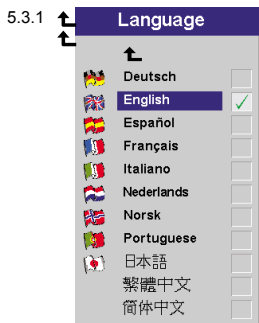 5.3.1 Language
Deutsch
English
Español
Français
Italiano
Nederlands
Norsk
Portuguese
日本語
繁體中文
简体中文